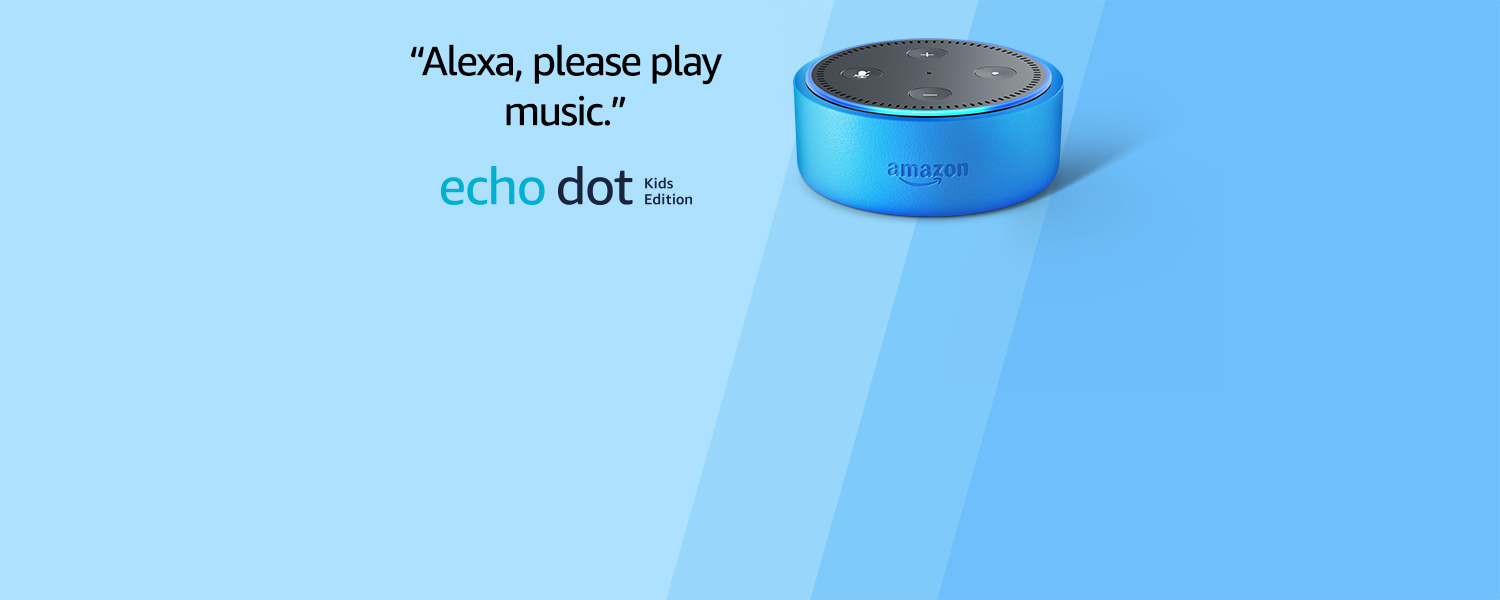 “Alexa, please play
music.”
echo dot Kids
Edition
amazon